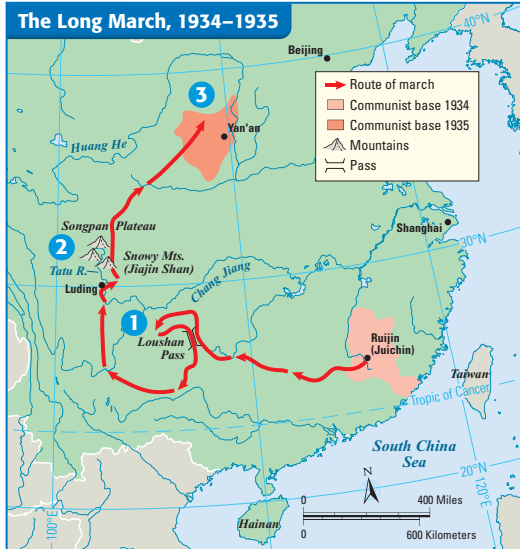 The Long March, 1934–1935
40°N
Beijing
Route of march
Communist base 1934
Communist base 1935
Mountains
Pass
3
Yan'an
Huang He
Shanghai
30°N
Songpan Plateau
2
Snowy Mts.
(Jiajin Shan)
Tatu R.
Luding
Chang Jiang
1
Loushan
Pass
Ruijin
(Juichin)
Taiwan
Tropic of Cancer
South China
Sea
N
20°N
120°E
0 400 Miles
0 600 Kilometers
Hainan
100°E